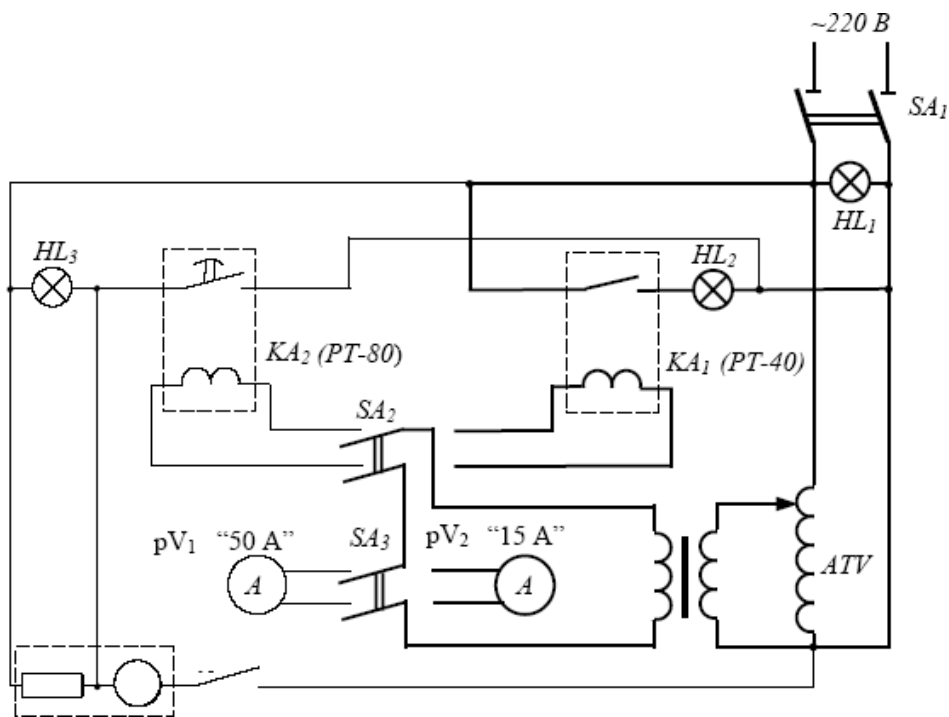 ~220 В
SA1
HL1
HL3
HL2
KA2 (РТ-80)
KA1 (РТ-40)
SA2
pV1 “50 А”
SA3
pV2 “15 А”
A
A
ATV